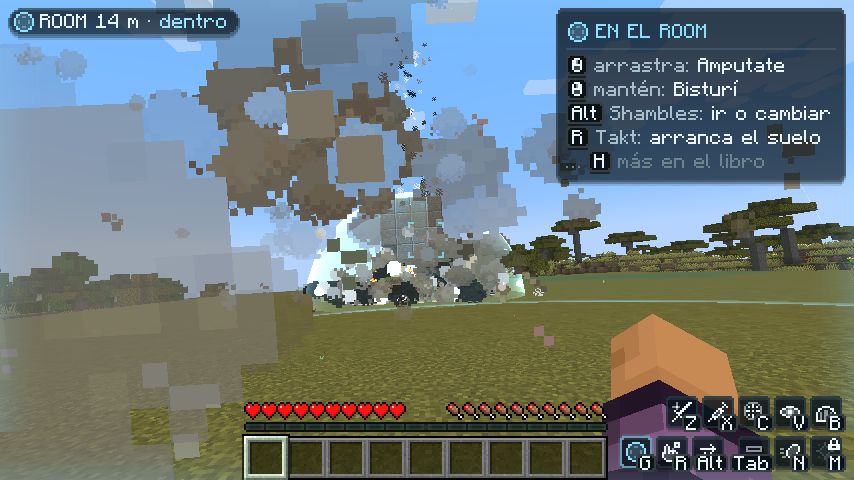 ROOM 14 m · dentro
EN EL ROOM
arrastra: Amputate
mantén: Bisturí
Alt Shambles: ir o cambiar
R Takt: arranca el suelo
... H más en el libro
Z X C V B
G R Alt Tab N M